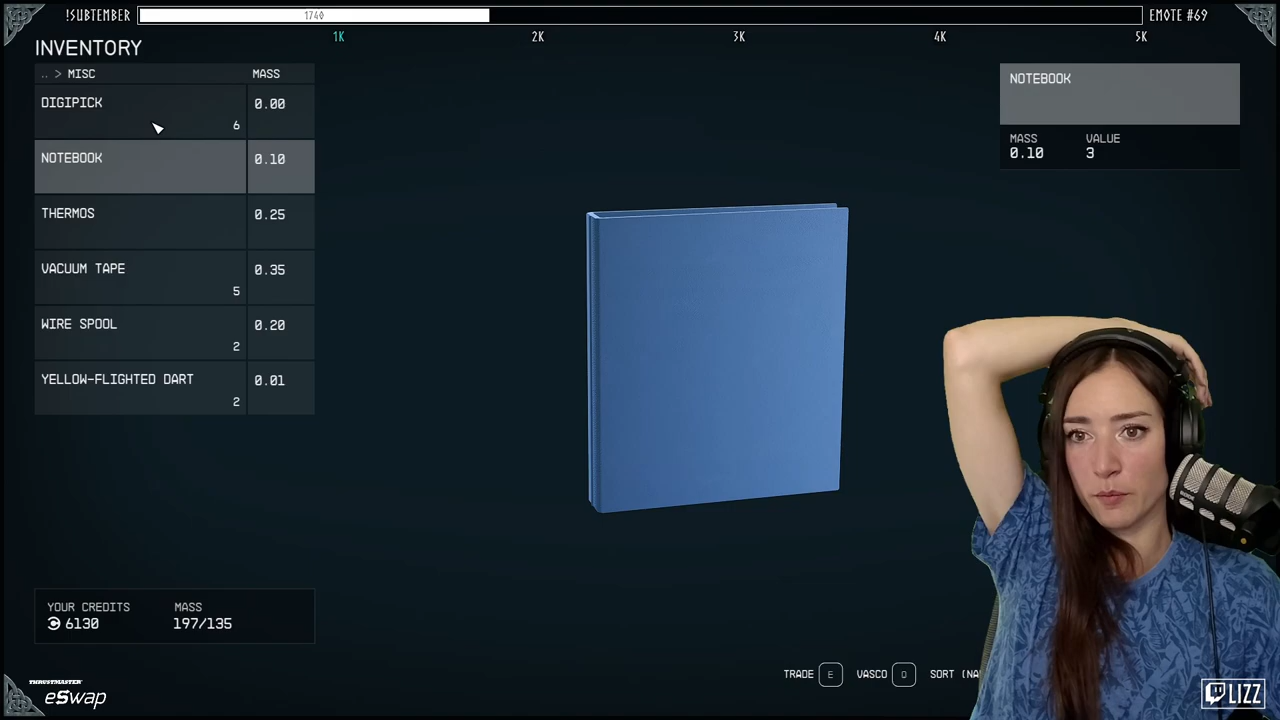 !SUBTEMBER
1740
EMOTE #69
1K
2K
3K
4K
5K
INVENTORY
.. > MISC
MASS
DIGIPICK
0.00
6
NOTEBOOK
0.10
THERMOS
0.25
VACUUM TAPE
0.35
5
WIRE SPOOL
0.20
2
YELLOW-FLIGHTED DART
0.01
2
NOTEBOOK
MASS
VALUE
0.10
3
YOUR CREDITS
MASS
6130
197/135
TRADE E
VASCO Q
SORT (NA
THRUSTMASTER
eSwap
LIZZ